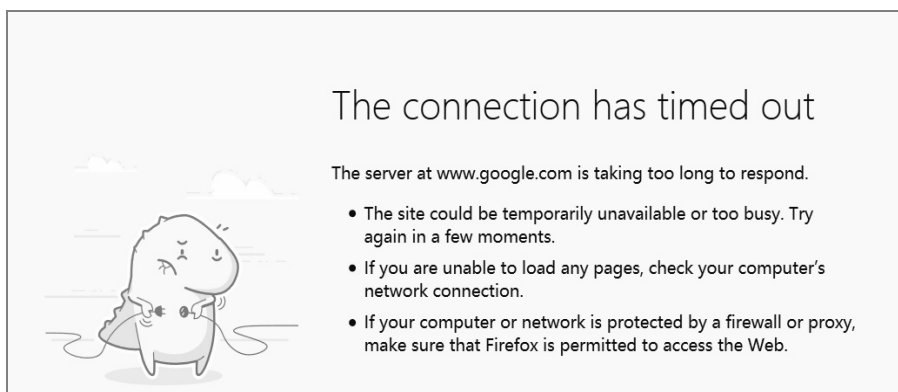 The connection has timed out
The server at www.google.com is taking too long to respond.
• The site could be temporarily unavailable or too busy. Try
again in a few moments.
• If you are unable to load any pages, check your computer's
network connection.
• If your computer or network is protected by a firewall or proxy,
make sure that Firefox is permitted to access the Web.